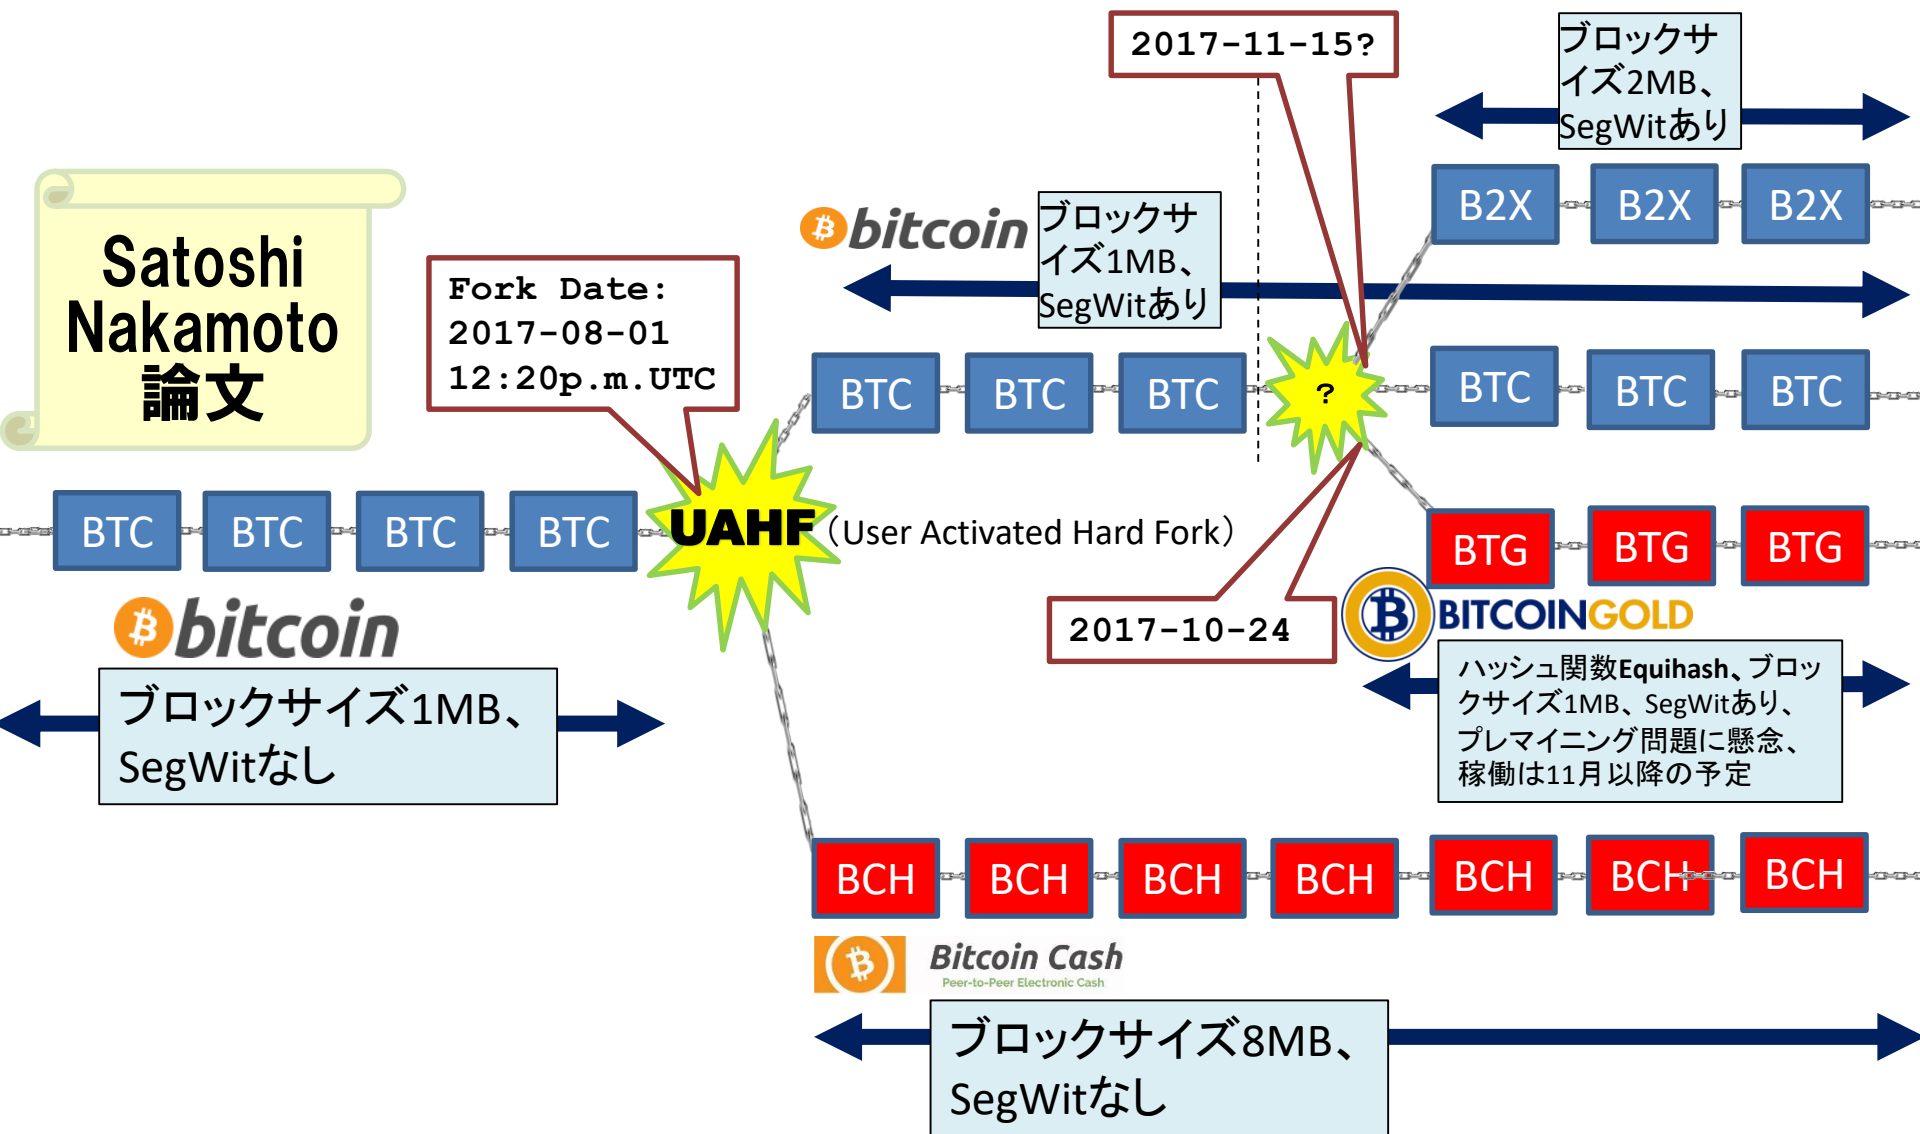 2017-11-15?
ブロックサ
イズ2MB、
SegWitあり
B2X B2X B2X
bitcoin
ブロックサ
イズ1MB、
SegWitあり
Satoshi
Nakamoto
論文
Fork Date:
2017-08-01
12:20p.m.UTC
BTC BTC BTC
?
BTC BTC BTC
BTC BTC BTC BTC
UAHF
（User Activated Hard Fork）
BTG BTG BTG
2017-10-24
BITCOINGOLD
bitcoin
ブロックサイズ1MB、
SegWitなし
ハッシュ関数Equihash、ブロッ
クサイズ1MB、SegWitあり、
プレマイニング問題に懸念、
稼働は11月以降の予定
BCH BCH BCH BCH BCH BCH BCH
Bitcoin Cash
Peer-to-Peer Electronic Cash
ブロックサイズ8MB、
SegWitなし